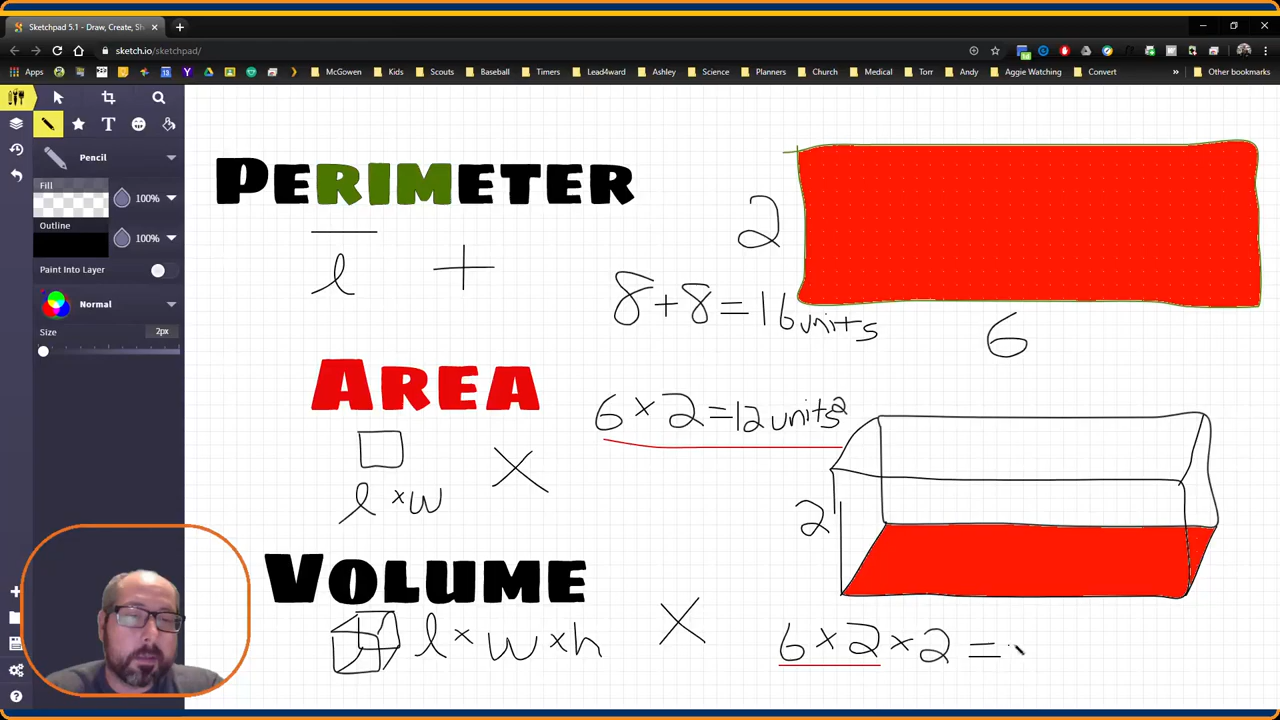 Sketchpad 5.1 - Draw, Create, Sh
sketch.io/sketchpad/
Apps
McGowen
Kids
Scouts
Baseball
Timers
Lead4ward
Ashley
Science
Planners
Church
Medical
Torr
Andy
Aggie Watching
Convert
»
Other bookmarks
Pencil
Fill
100%
Outline
100%
Paint Into Layer
Normal
Size
2px
PERIMETER
l +
2
8+8=16units
6
AREA
6×2=12units²
l×w ×
2
VOLUME
l×w×h ×
6×2×2=